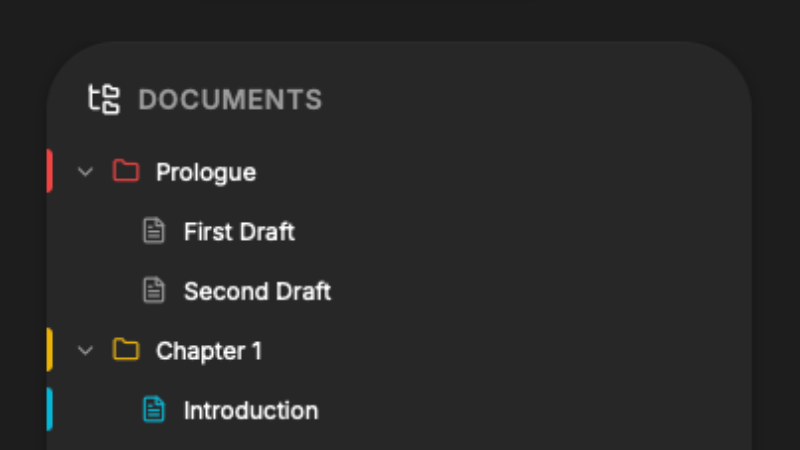 DOCUMENTS
Prologue
First Draft
Second Draft
Chapter 1
Introduction